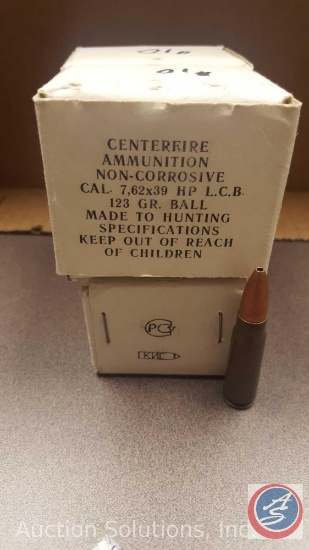 CENTERFIRE
AMMUNITION
NON-CORROSIVE
CAL. 7,62x39 HP L.C.B.
123 GR. BALL
MADE TO HUNTING
SPECIFICATIONS
KEEP OUT OF REACH
OF CHILDREN
Auction Solutions, Inc
AS